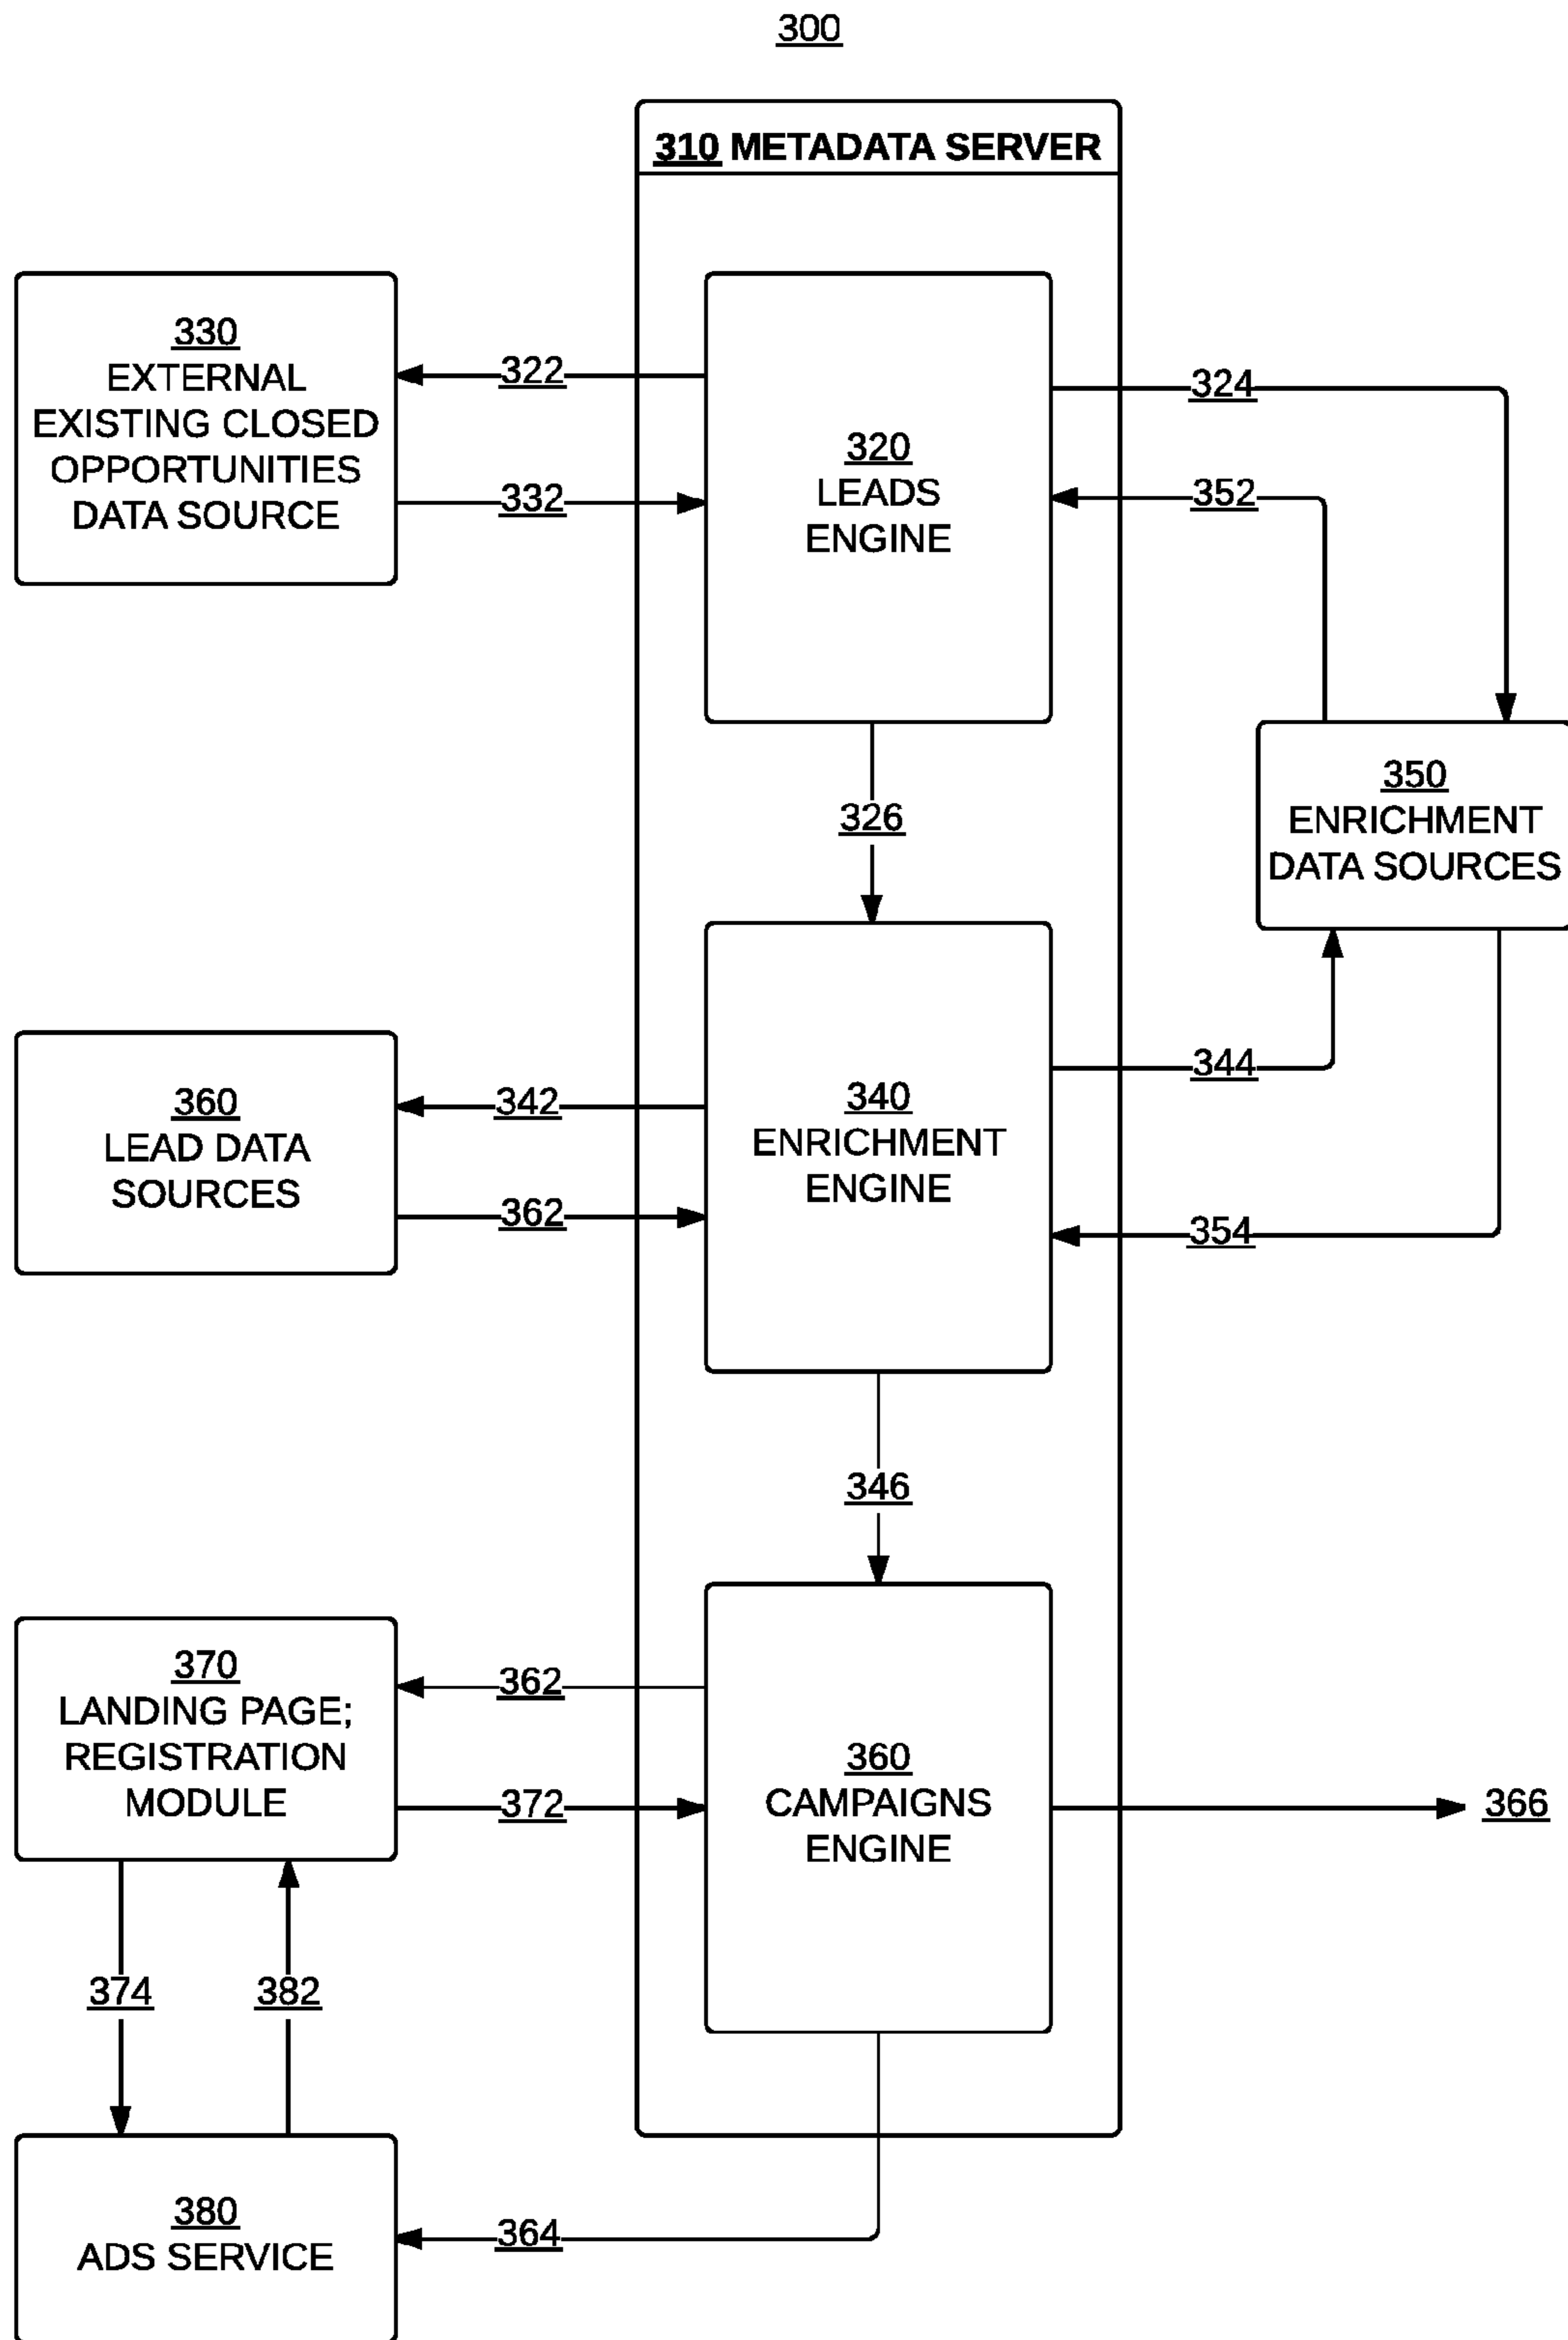 300
310 METADATA SERVER
330
EXTERNAL
EXISTING CLOSED
OPPORTUNITIES
DATA SOURCE
322
332
320
LEADS
ENGINE
324
352
326
350
ENRICHMENT
DATA SOURCES
360
LEAD DATA
SOURCES
342
362
340
ENRICHMENT
ENGINE
344
354
346
370
LANDING PAGE;
REGISTRATION
MODULE
362
372
360
CAMPAIGNS
ENGINE
366
374
382
380
ADS SERVICE
364